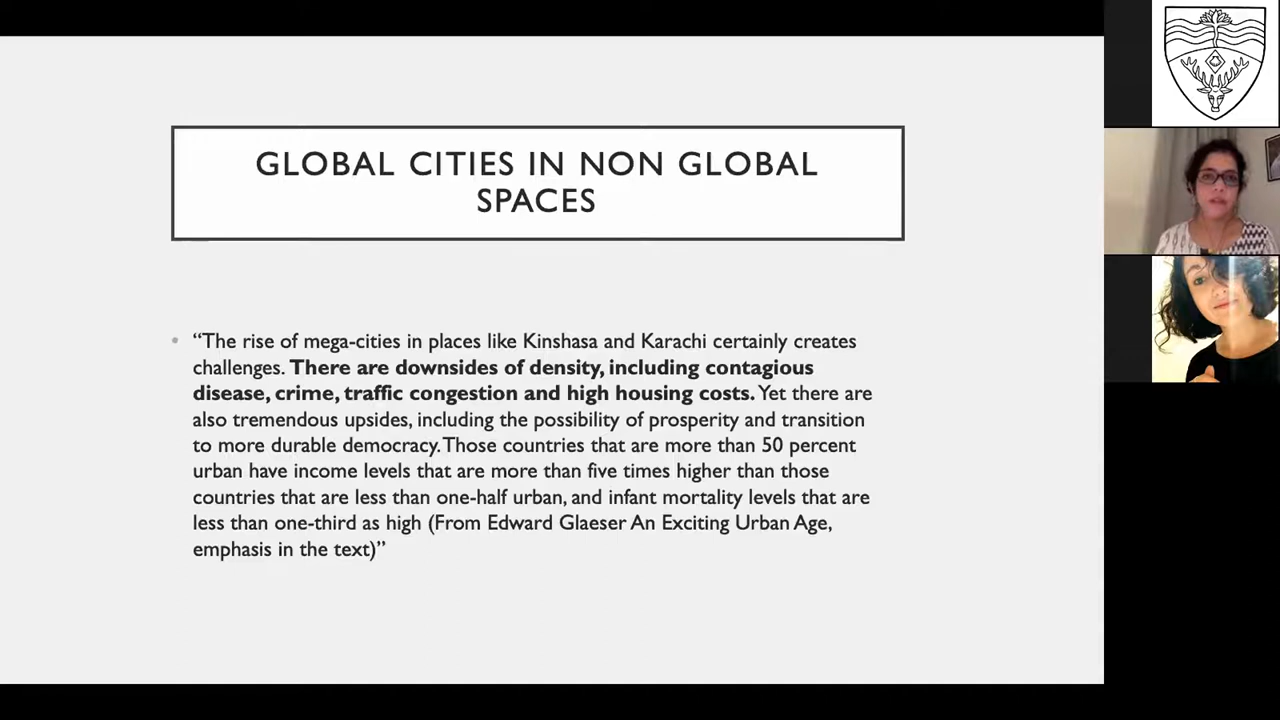 GLOBAL CITIES IN NON GLOBAL
SPACES
• “The rise of mega-cities in places like Kinshasa and Karachi certainly creates
challenges. There are downsides of density, including contagious
disease, crime, traffic congestion and high housing costs. Yet there are
also tremendous upsides, including the possibility of prosperity and transition
to more durable democracy. Those countries that are more than 50 percent
urban have income levels that are more than five times higher than those
countries that are less than one-half urban, and infant mortality levels that are
less than one-third as high (From Edward Glaeser An Exciting Urban Age,
emphasis in the text)”